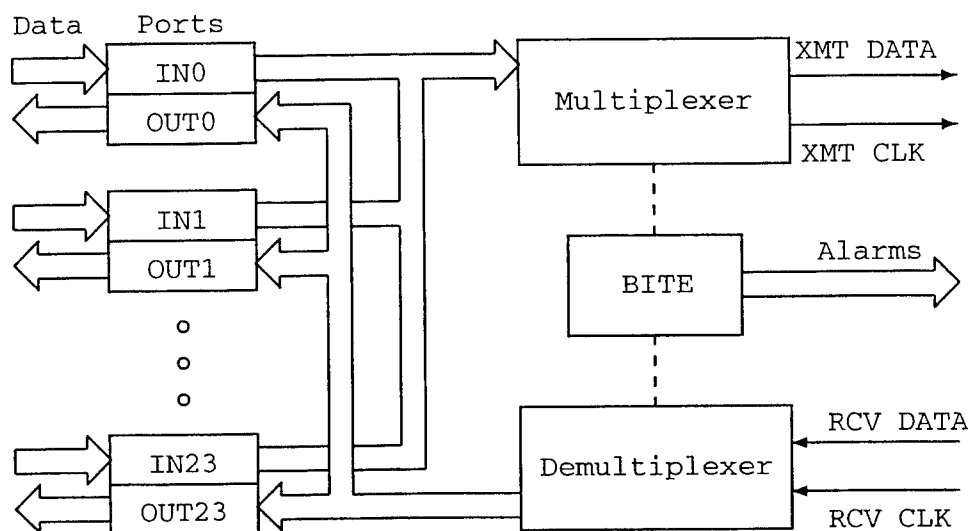 Data Ports
IN0
OUT0
IN1
OUT1
IN23
OUT23
Multiplexer
XMT DATA
XMT CLK
BITE
Alarms
Demultiplexer
RCV DATA
RCV CLK